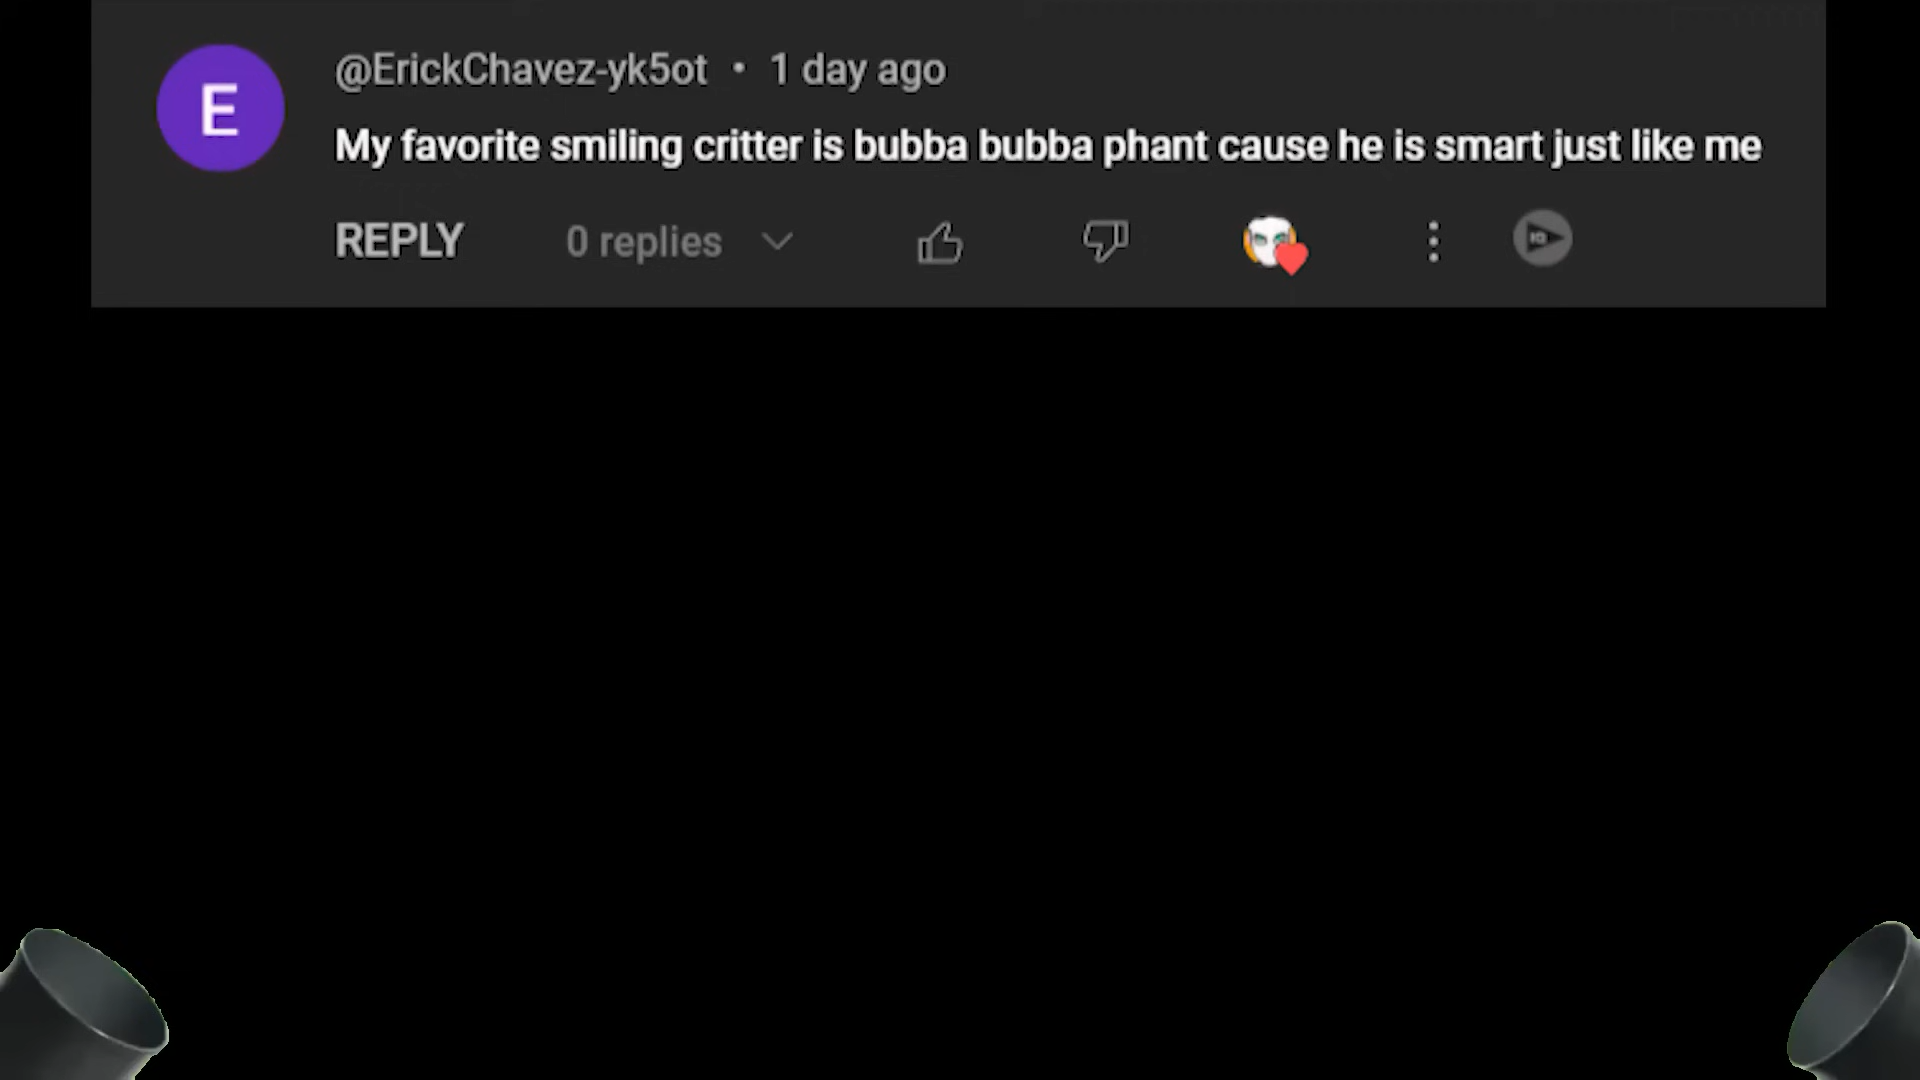 E
@ErickChavez-yk5ot • 1 day ago
My favorite smiling critter is bubba bubba phant cause he is smart just like me
REPLY 0 replies